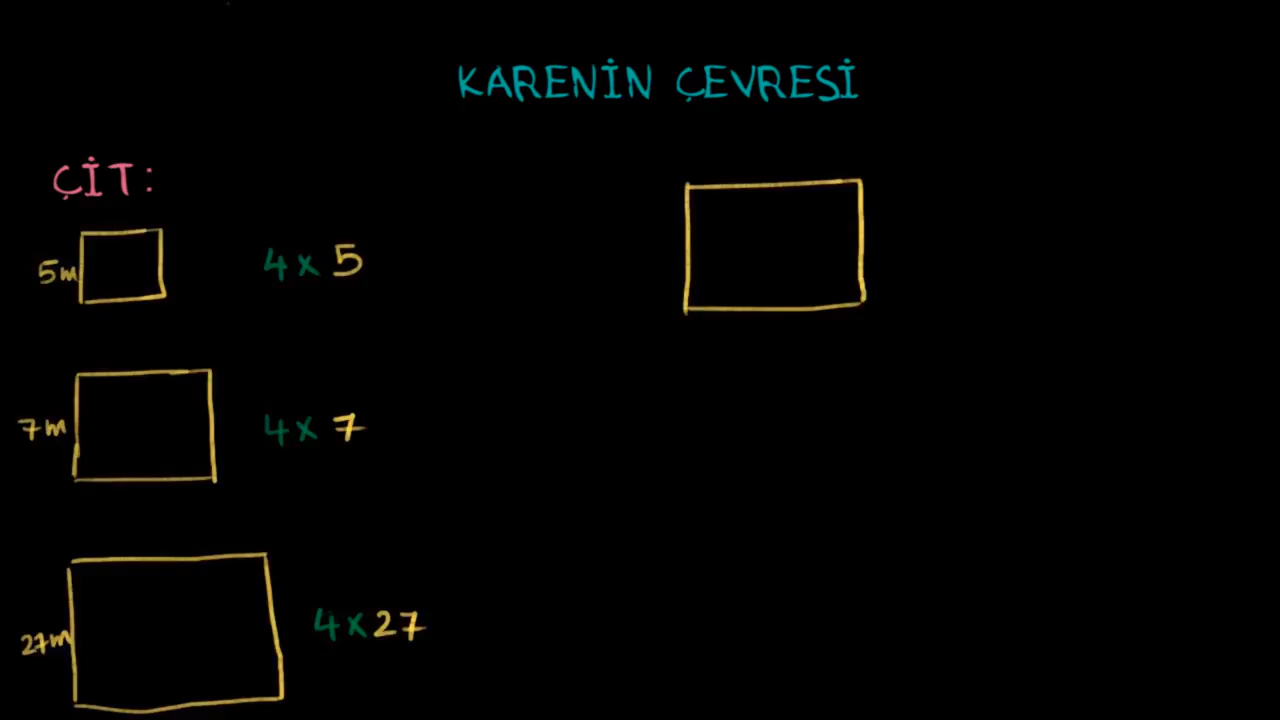 KARENİN ÇEVRESİ
ÇİT:
5m
4 x 5
7m
4 x 7
27m
4 x 27